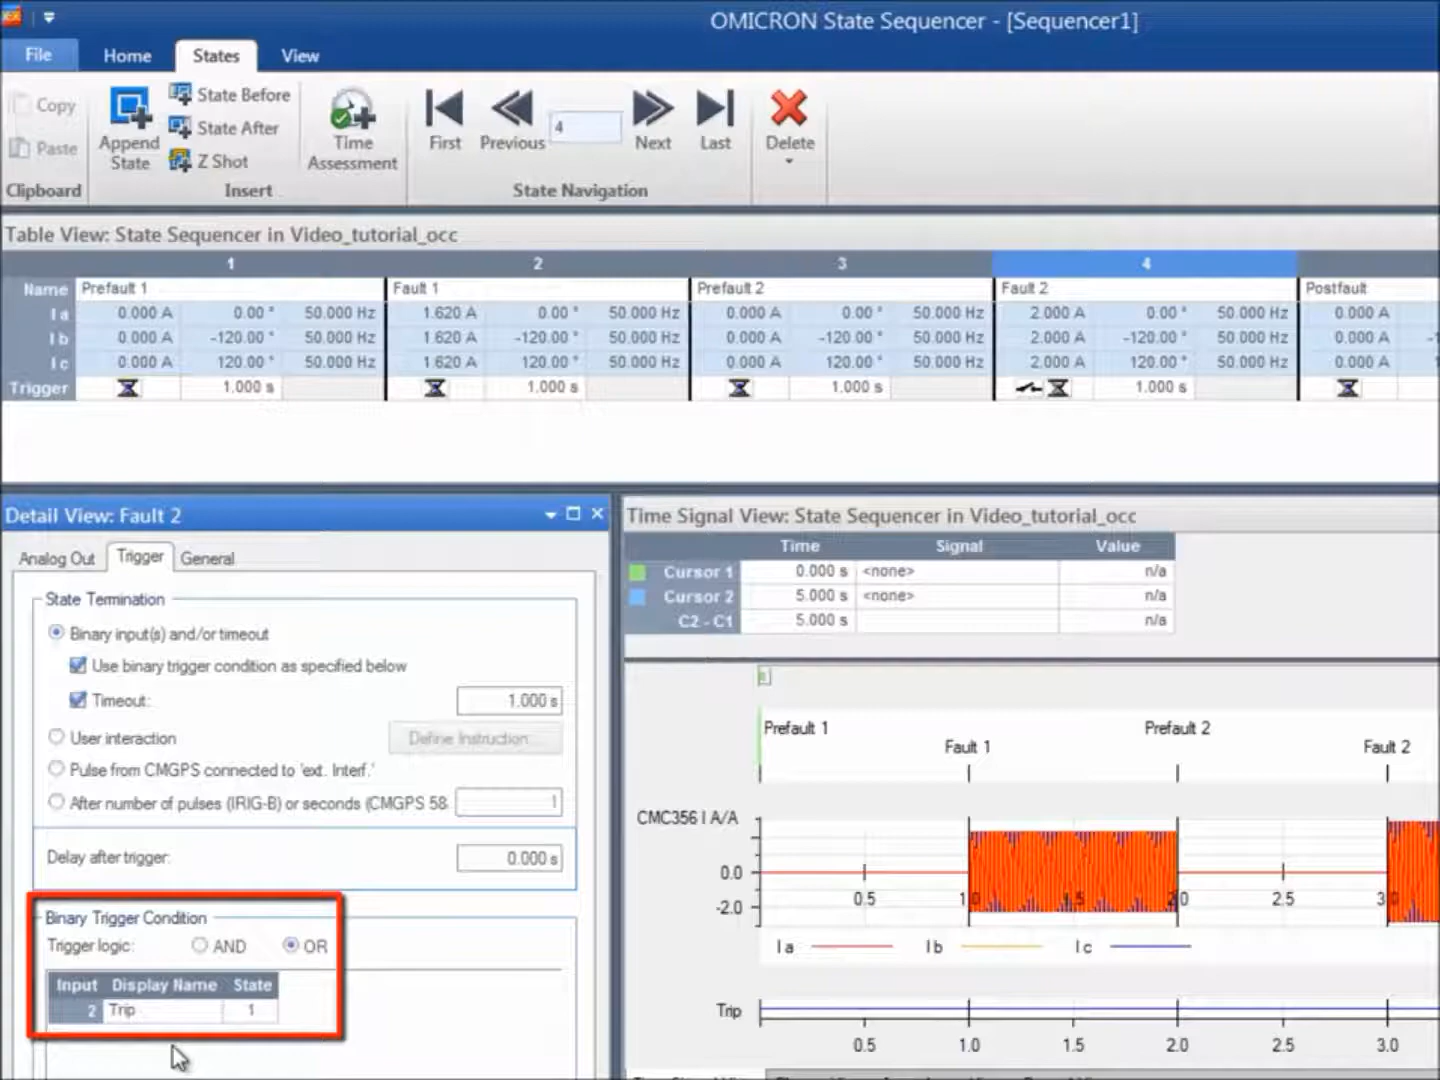 OMICRON State Sequencer - [Sequencer1]
File Home States View
Copy
Paste
Clipboard
Append State
State Before
State After
Z Shot
Insert
Time Assessment
First Previous 4 Next Last
State Navigation
Delete
Table View: State Sequencer in Video_tutorial_occ
1 2 3 4
Name Prefault 1 Fault 1 Prefault 2 Fault 2 Postfault
I a 0.000 A 0.00 ° 50.000 Hz 1.620 A 0.00 ° 50.000 Hz 0.000 A 0.00 ° 50.000 Hz 2.000 A 0.00 ° 50.000 Hz 0.000 A
I b 0.000 A -120.00 ° 50.000 Hz 1.620 A -120.00 ° 50.000 Hz 0.000 A -120.00 ° 50.000 Hz 2.000 A -120.00 ° 50.000 Hz 0.000 A -1
I c 0.000 A 120.00 ° 50.000 Hz 1.620 A 120.00 ° 50.000 Hz 0.000 A 120.00 ° 50.000 Hz 2.000 A 120.00 ° 50.000 Hz 0.000 A 1
Trigger 1.000 s 1.000 s 1.000 s 1.000 s
Detail View: Fault 2
Analog Out Trigger General
State Termination
Binary input(s) and/or timeout
Use binary trigger condition as specified below
Timeout: 1.000 s
User interaction Define Instruction...
Pulse from CMGPS connected to 'ext. Interf.'
After number of pulses (IRIG-B) or seconds (CMGPS 58 1
Delay after trigger: 0.000 s
Binary Trigger Condition
Trigger logic: AND OR
Input Display Name State
2 Trip 1
Time Signal View: State Sequencer in Video_tutorial_occ
Time Signal Value
Cursor 1 0.000 s <none> n/a
Cursor 2 5.000 s <none> n/a
C2 - C1 5.000 s n/a
Prefault 1 Prefault 2
Fault 1 Fault 2
CMC356 I A/A
0.0
-2.0
0.5 1.0 1.5 2.0 2.5 3.0
I a I b I c
Trip
0.5 1.0 1.5 2.0 2.5 3.0